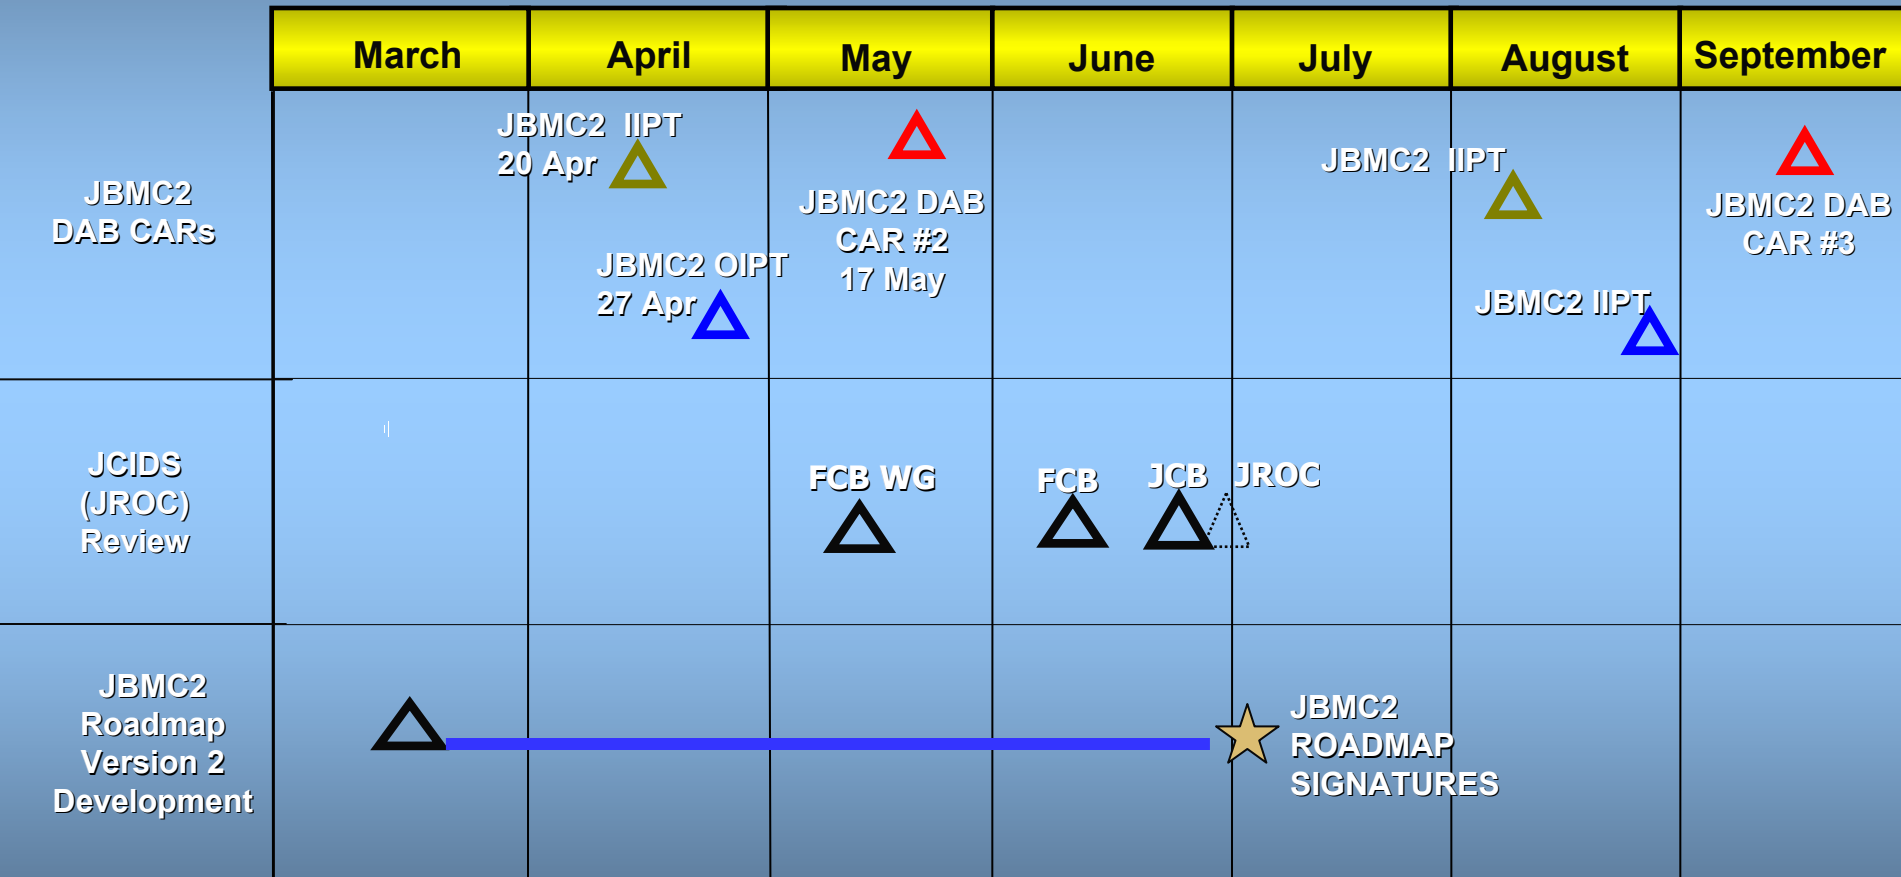 March
April
May
June
July
August
September
JBMC2
DAB CARs
JBMC2 IIPT
20 Apr
JBMC2 OIPT
27 Apr
JBMC2 DAB
CAR #2
17 May
JBMC2 IIPT
JBMC2 IIPT
JBMC2 DAB
CAR #3
JCIDS
(JROC)
Review
FCB WG
FCB
JCB
JROC
JBMC2
Roadmap
Version 2
Development
JBMC2
ROADMAP
SIGNATURES